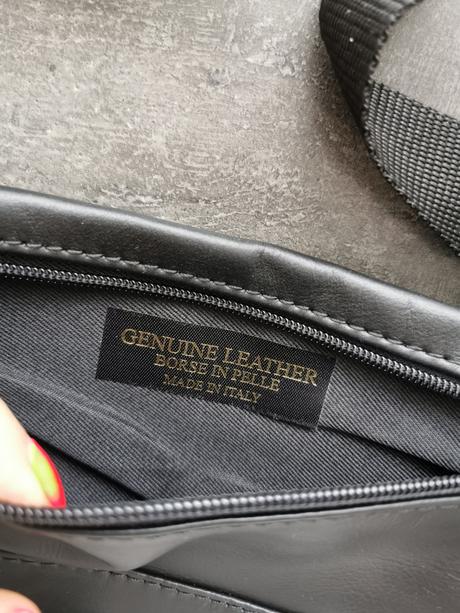 GENUINE LEATHER
BORSE IN PELLE
MADE IN ITALY